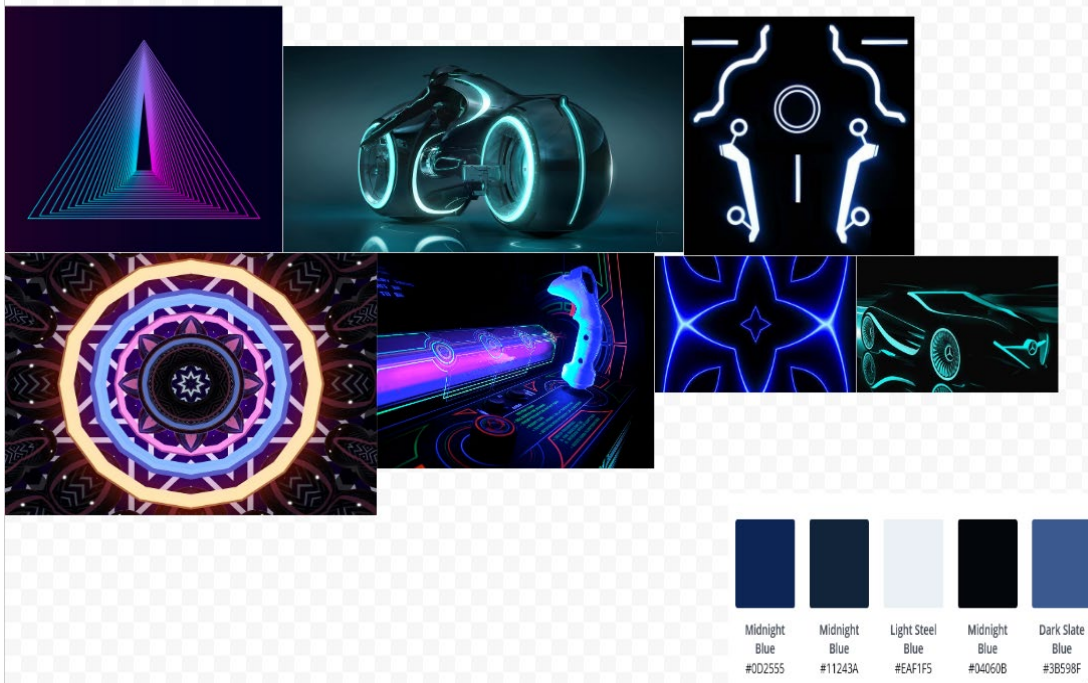 Midnight
Blue
#0D2555
Midnight
Blue
#11243A
Light Steel
Blue
#EAF1F5
Midnight
Blue
#04060B
Dark Slate
Blue
#3B598F